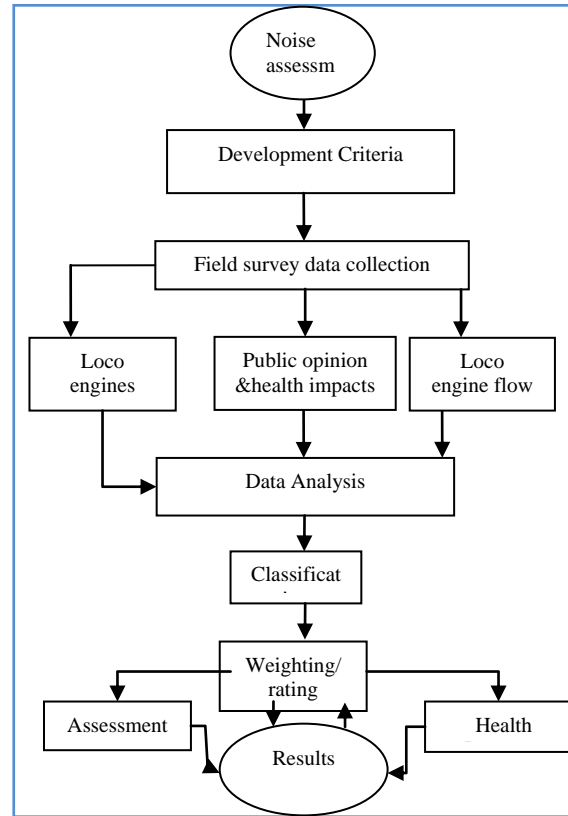 Noise
assessm
Development Criteria
Field survey data collection
Loco
engines
Public opinion
&health impacts
Loco
engine flow
Data Analysis
Classificat
Weighting/
rating
Assessment
Health
Results